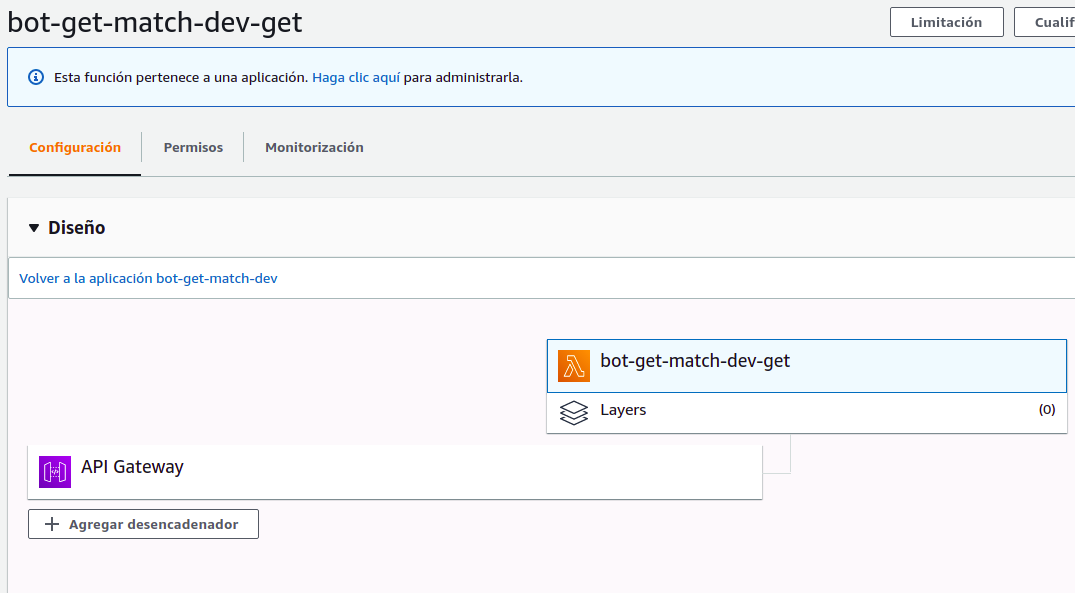 bot-get-match-dev-get
Limitación
Esta función pertenece a una aplicación. Haga clic aquí para administrarla.
Configuración
Permisos
Monitorización
Diseño
Volver a la aplicación bot-get-match-dev
bot-get-match-dev-get
Layers (0)
API Gateway
Agregar desencadenador